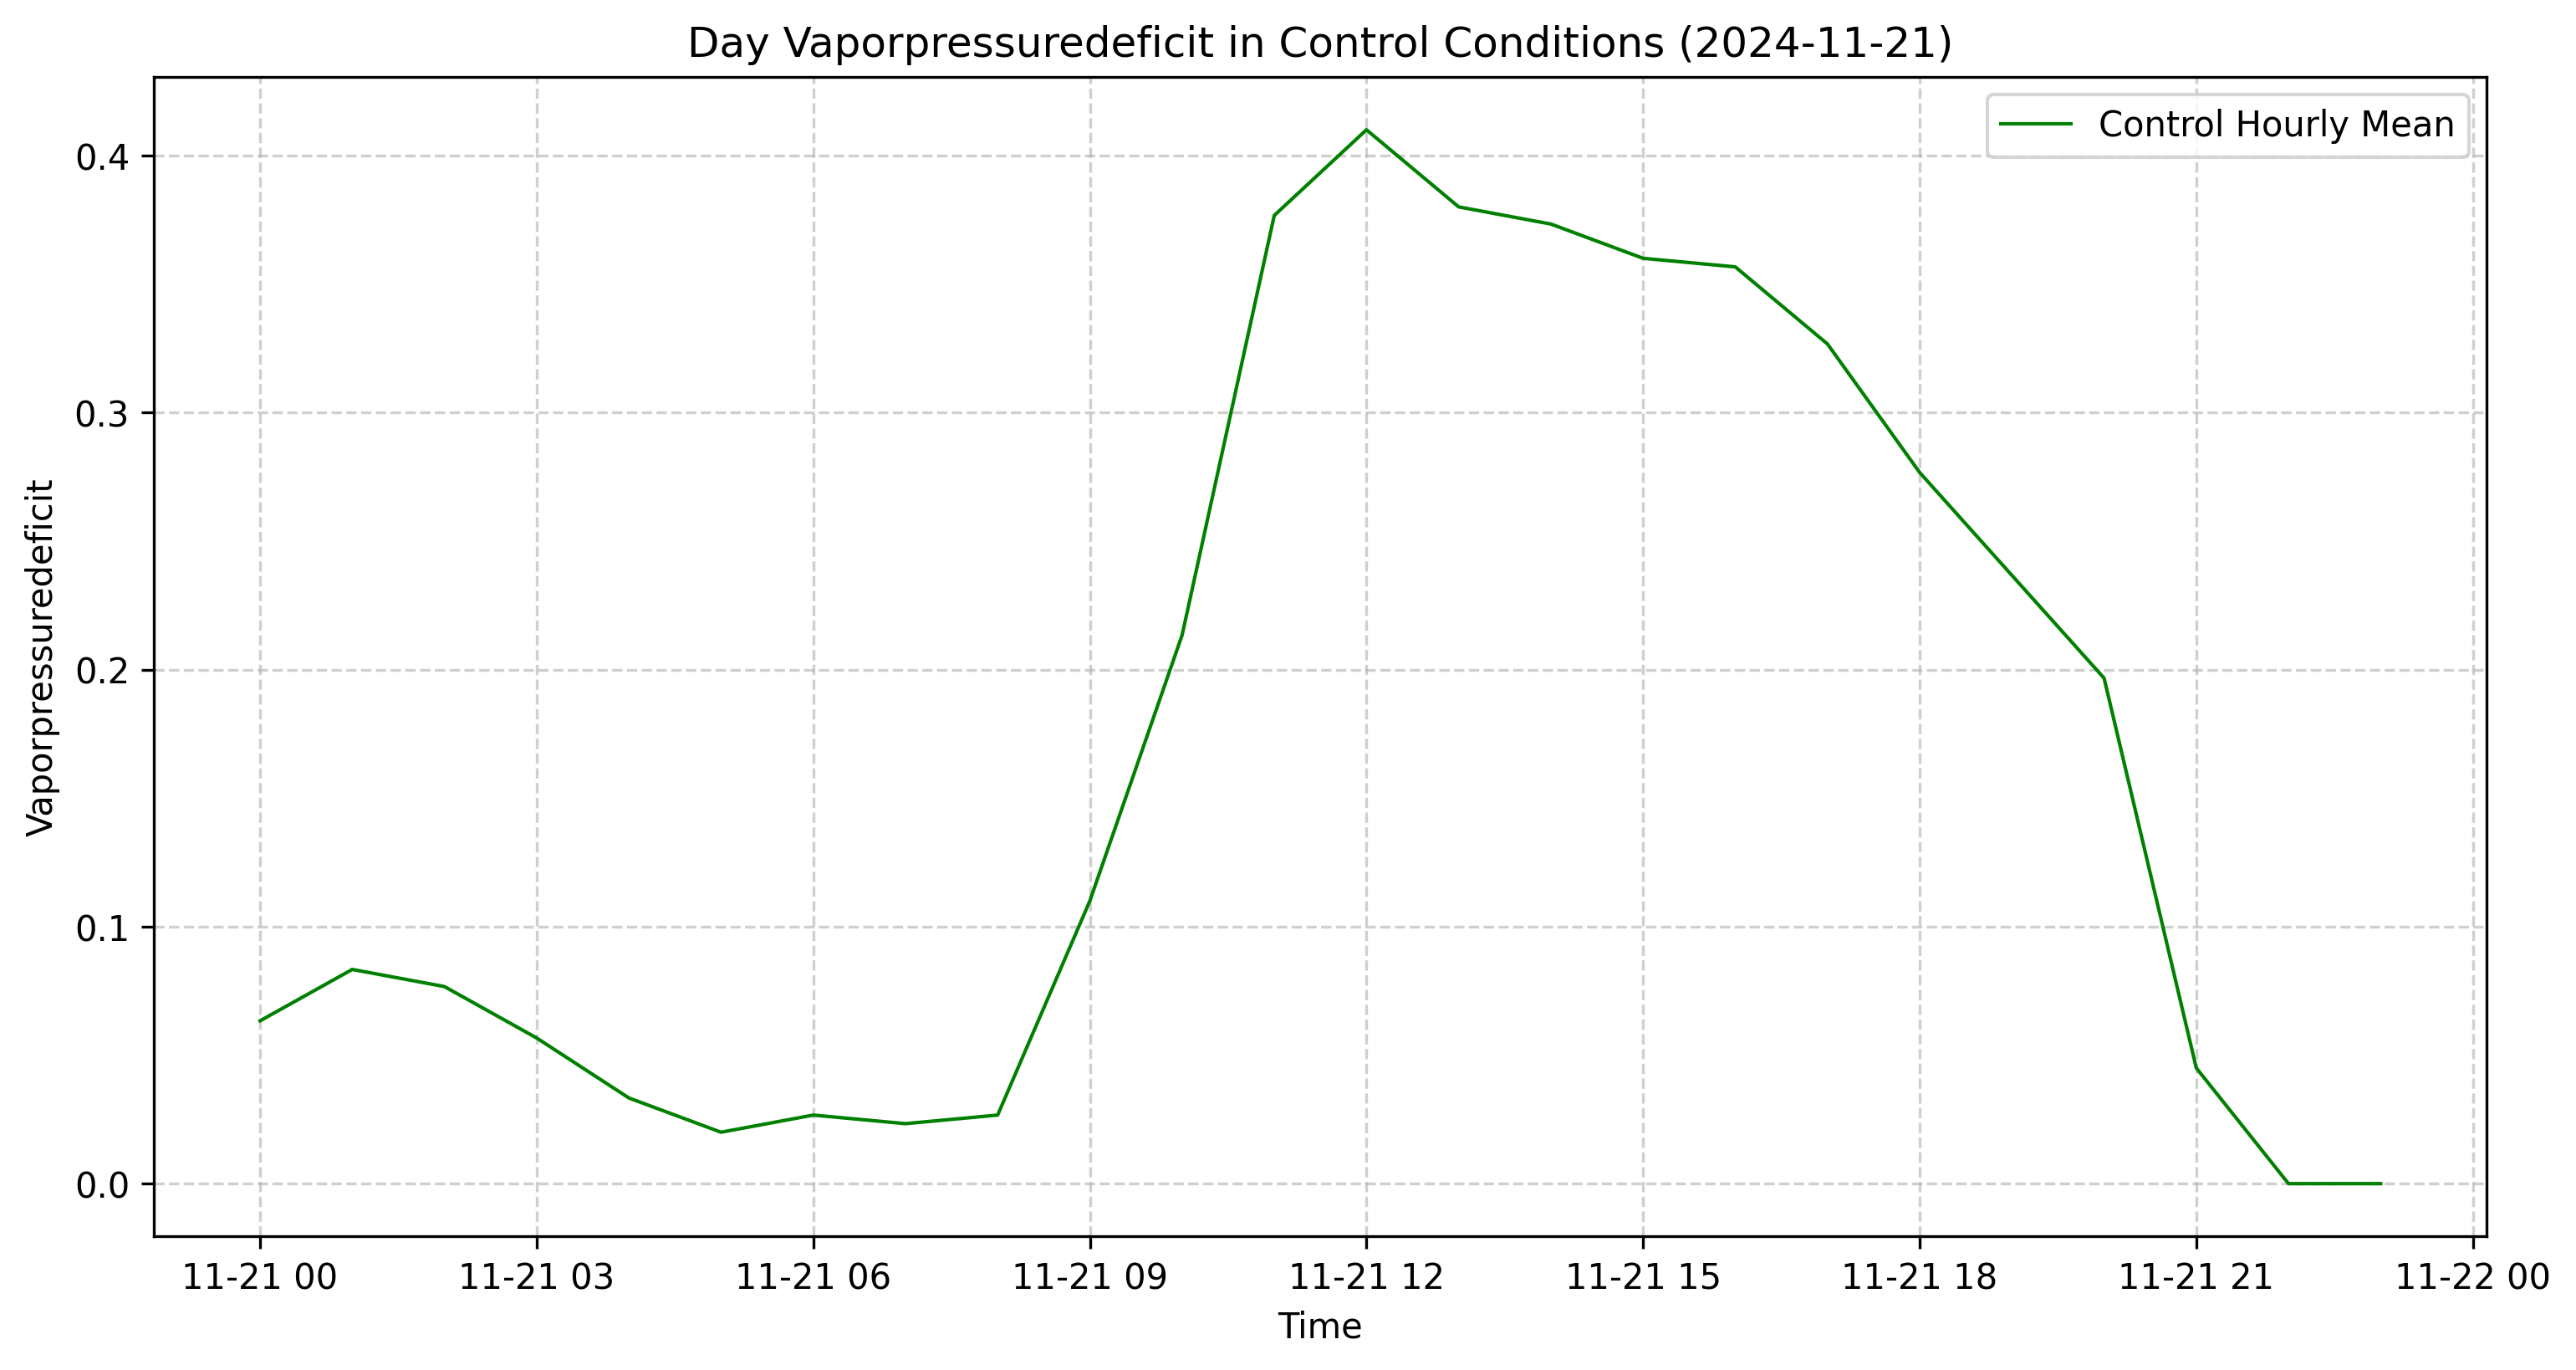 Day Vaporpressuredeficit in Control Conditions (2024-11-21)
Control Hourly Mean
0.4
0.3
0.2
0.1
0.0
Vaporpressuredeficit
11-21 00 11-21 03 11-21 06 11-21 09 11-21 12 11-21 15 11-21 18 11-21 21 11-22 00
Time